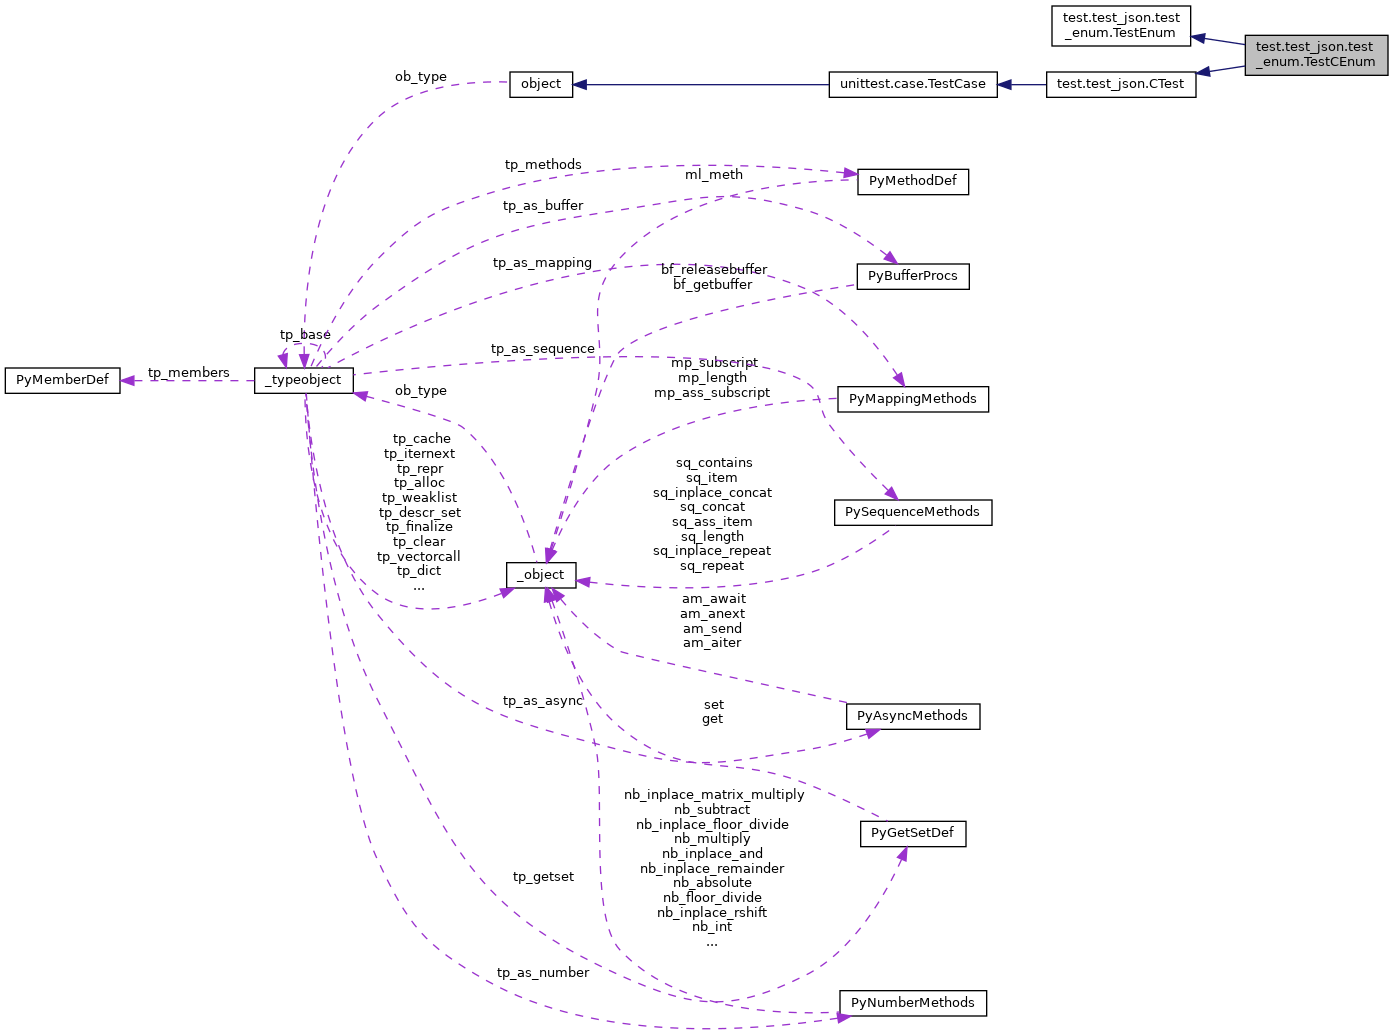 test.test_json.test
_enum.TestEnum
test.test_json.test
_enum.TestCEnum
ob_type
object
unittest.case.TestCase
test.test_json.CTest
tp_methods
ml_meth
PyMethodDef
tp_as_buffer
tp_as_mapping
bf_releasebuffer
bf_getbuffer
PyBufferProcs
tp_base
tp_as_sequence
mp_subscript
mp_length
mp_ass_subscript
PyMemberDef
tp_members
_typeobject
ob_type
PyMappingMethods
tp_cache
tp_iternext
tp_repr
tp_alloc
tp_weaklist
tp_descr_set
tp_finalize
tp_clear
tp_vectorcall
tp_dict
...
sq_contains
sq_item
sq_inplace_concat
sq_concat
sq_ass_item
sq_length
sq_inplace_repeat
sq_repeat
PySequenceMethods
_object
am_await
am_anext
am_send
am_aiter
tp_as_async
set
get
PyAsyncMethods
nb_inplace_matrix_multiply
nb_subtract
nb_inplace_floor_divide
nb_multiply
nb_inplace_and
nb_inplace_remainder
nb_absolute
nb_floor_divide
nb_inplace_rshift
nb_int
...
PyGetSetDef
tp_getset
tp_as_number
PyNumberMethods